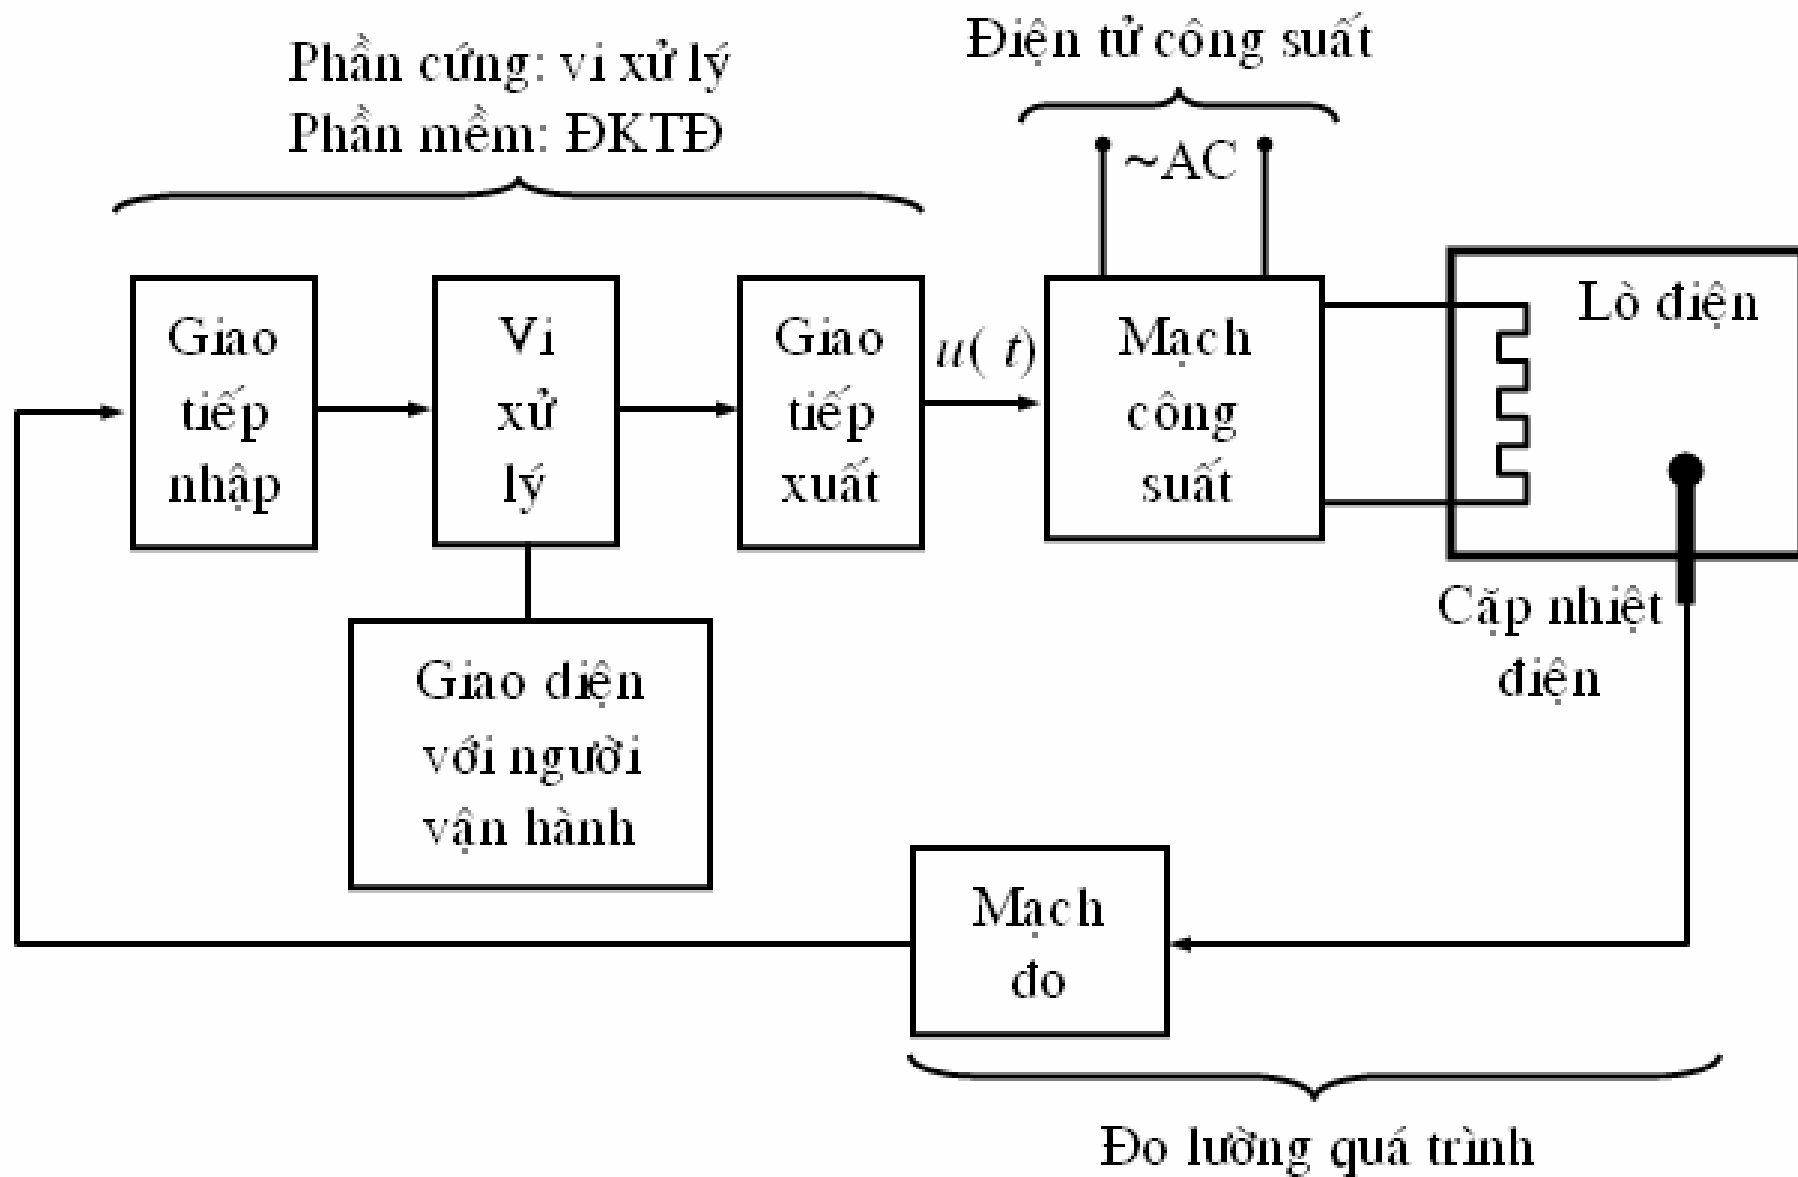 Phần cứng: vi xử lý
Phần mềm: ĐKTĐ
Điện tử công suất
~AC
Giao
tiếp
nhập
Vi
xử
lý
Giao
tiếp
xuất
u( t)
Mạch
công
suất
Lò điện
Cặp nhiệt
điện
Giao diện
với người
vận hành
Mạch
đo
Đo lường quá trình